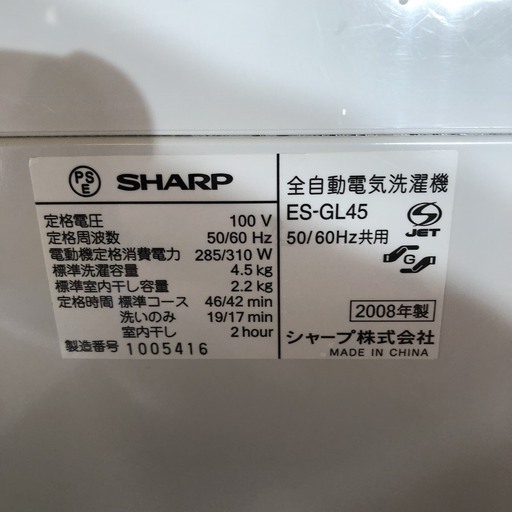 PSE SHARP
定格電圧 100 V
定格周波数 50/60 Hz
電動機定格消費電力 285/310 W
標準洗濯容量 4.5 kg
標準室内干し容量 2.2 kg
定格時間 標準コース 46/42 min
洗いのみ 19/17 min
室内干し 2 hour
製造番号 1005416
全自動電気洗濯機
ES-GL45
50/60Hz共用
S JET
G
2008年製
シャープ株式会社
MADE IN CHINA